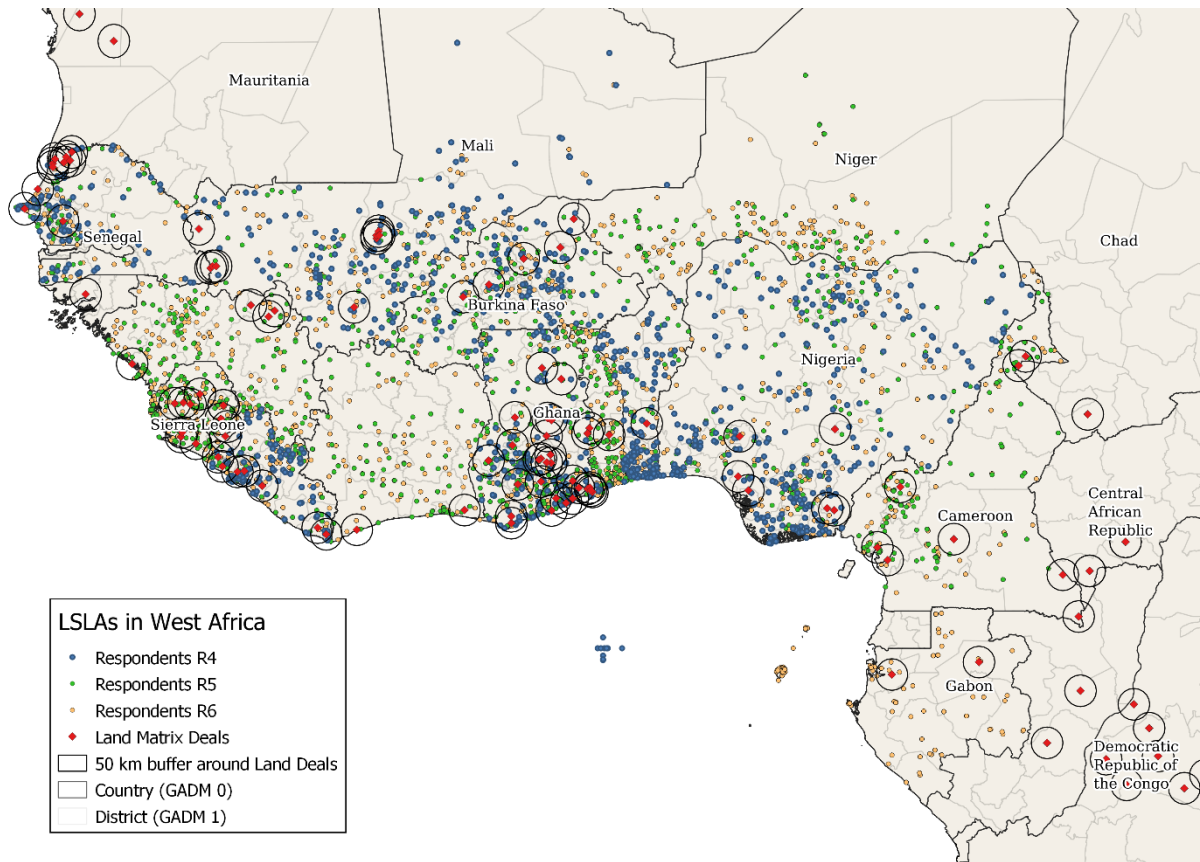 Mauritania
Mali
Niger
Chad
Senegal
Burkina Faso
Nigeria
Ghana
Sierra Leone
Cameroon
Central
African
Republic
Gabon
Democratic
Republic of
the Congo
LSLAs in West Africa
Respondents R4
Respondents R5
Respondents R6
Land Matrix Deals
50 km buffer around Land Deals
Country (GADM 0)
District (GADM 1)